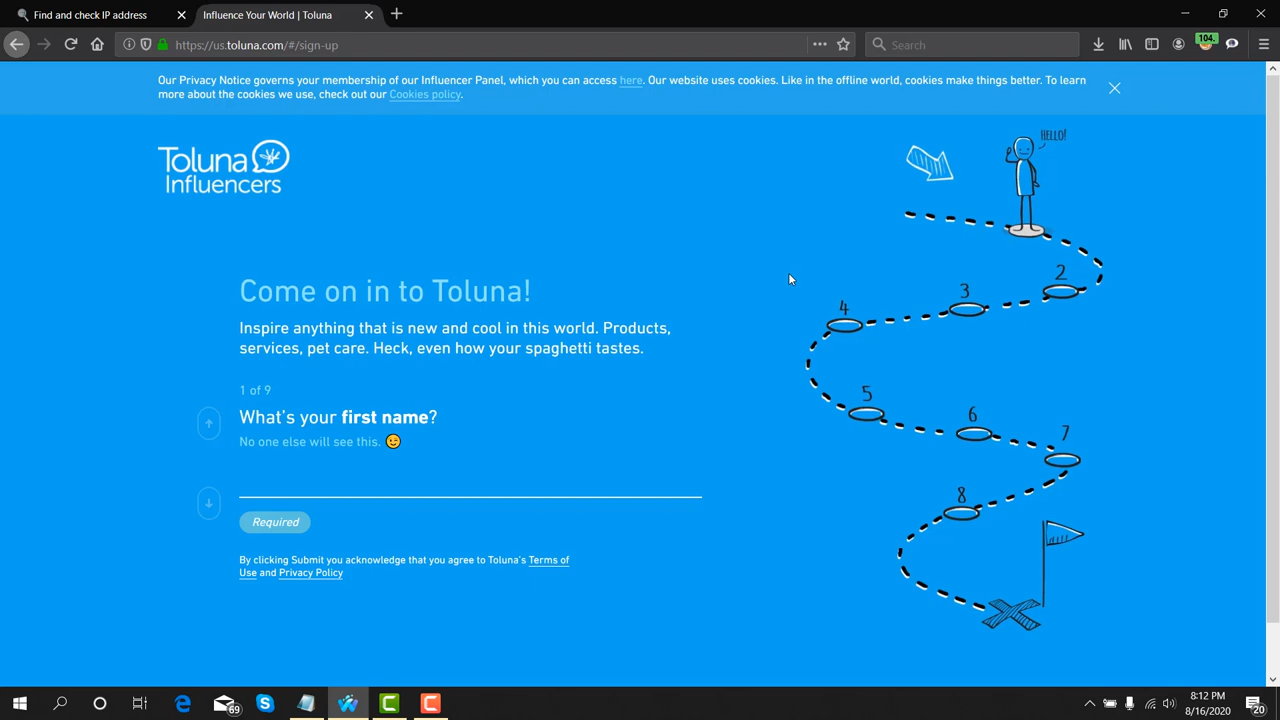 Find and check IP address
Influence Your World | Toluna
https://us.toluna.com/#/sign-up
Search
104.
Our Privacy Notice governs your membership of our Influencer Panel, which you can access here. Our website uses cookies. Like in the offline world, cookies make things better. To learn
more about the cookies we use, check out our Cookies policy.
Toluna
Influencers
HELLO!
Come on in to Toluna!
Inspire anything that is new and cool in this world. Products,
services, pet care. Heck, even how your spaghetti tastes.
1 of 9
What's your first name?
No one else will see this.
Required
By clicking Submit you acknowledge that you agree to Toluna's Terms of
Use and Privacy Policy
2
3
4
5
6
7
8
69
8:12 PM
8/16/2020
20